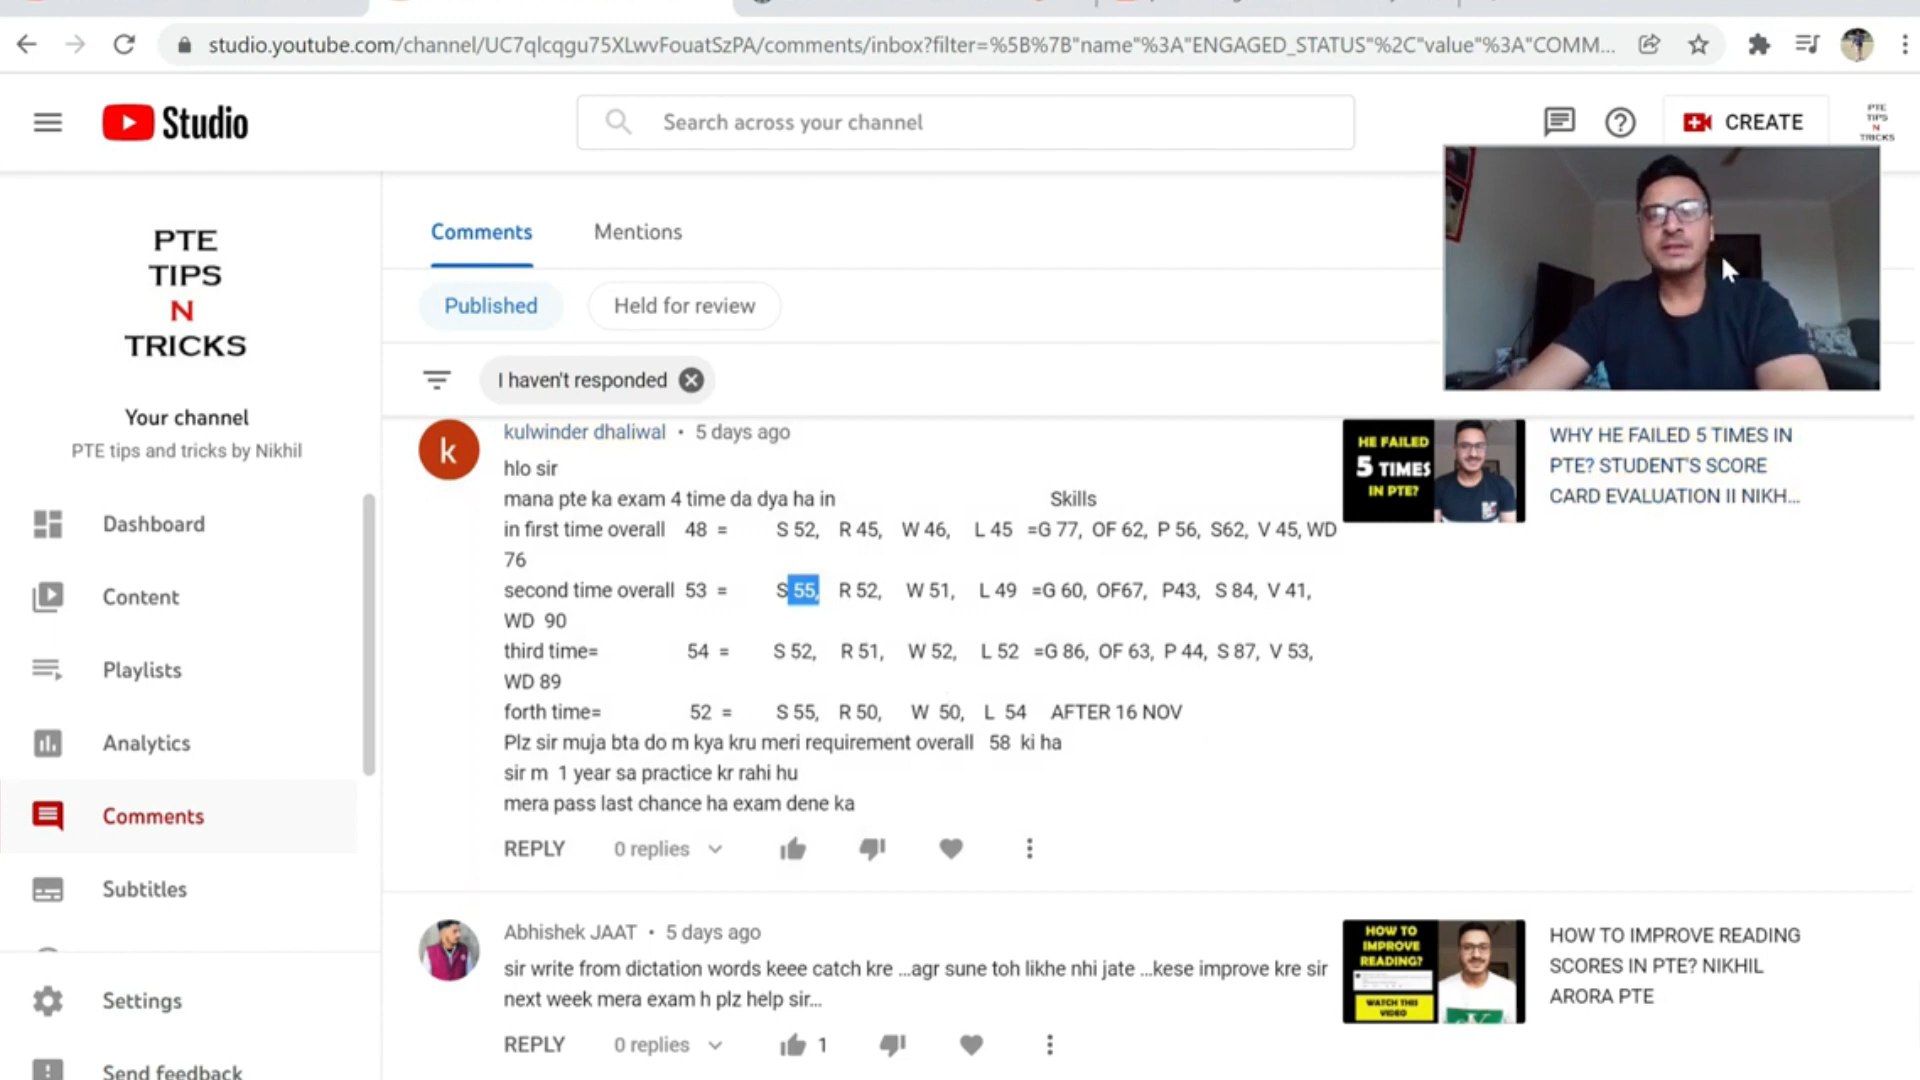 studio.youtube.com/channel/UC7qlcqgu75XLwvFouatSzPA/comments/inbox?filter=%5B%7B"name"%3A"ENGAGED_STATUS"%2C"value"%3A"COMM...
Studio
Search across your channel
CREATE
PTE
TIPS
N
TRICKS
PTE
TIPS
N
TRICKS
Your channel
PTE tips and tricks by Nikhil
Dashboard
Content
Playlists
Analytics
Comments
Subtitles
Settings
Send feedback
Comments Mentions
Published Held for review
I haven't responded
k
kulwinder dhaliwal • 5 days ago
hlo sir
mana pte ka exam 4 time da dya ha in Skills
in first time overall 48 = S 52, R 45, W 46, L 45 =G 77, OF 62, P 56, S62, V 45, WD
76
second time overall 53 = S 55, R 52, W 51, L 49 =G 60, OF67, P43, S 84, V 41,
WD 90
third time= 54 = S 52, R 51, W 52, L 52 =G 86, OF 63, P 44, S 87, V 53,
WD 89
forth time= 52 = S 55, R 50, W 50, L 54 AFTER 16 NOV
Plz sir muja bta do m kya kru meri requirement overall 58 ki ha
sir m 1 year sa practice kr rahi hu
mera pass last chance ha exam dene ka
REPLY 0 replies
HE FAILED
5 TIMES
IN PTE?
WHY HE FAILED 5 TIMES IN
PTE? STUDENT'S SCORE
CARD EVALUATION II NIKH...
Abhishek JAAT • 5 days ago
sir write from dictation words keee catch kre ...agr sune toh likhe nhi jate ...kese improve kre sir
next week mera exam h plz help sir...
REPLY 0 replies 1
HOW TO
IMPROVE
READING?
WATCH THIS
VIDEO
HOW TO IMPROVE READING
SCORES IN PTE? NIKHIL
ARORA PTE